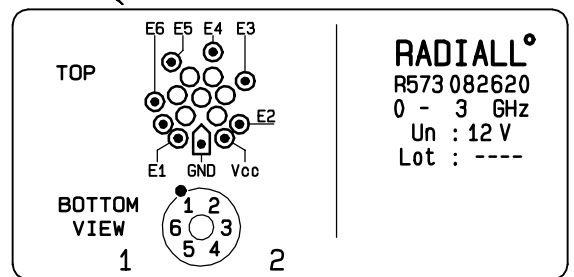 E6 E5 E4 E3
TOP
E2
E1 GND Vcc
BOTTOM
VIEW
1 2
6 3
5 4
1 2
RADIALL°
R573 082620
0 - 3 GHz
Un : 12 V
Lot : ----